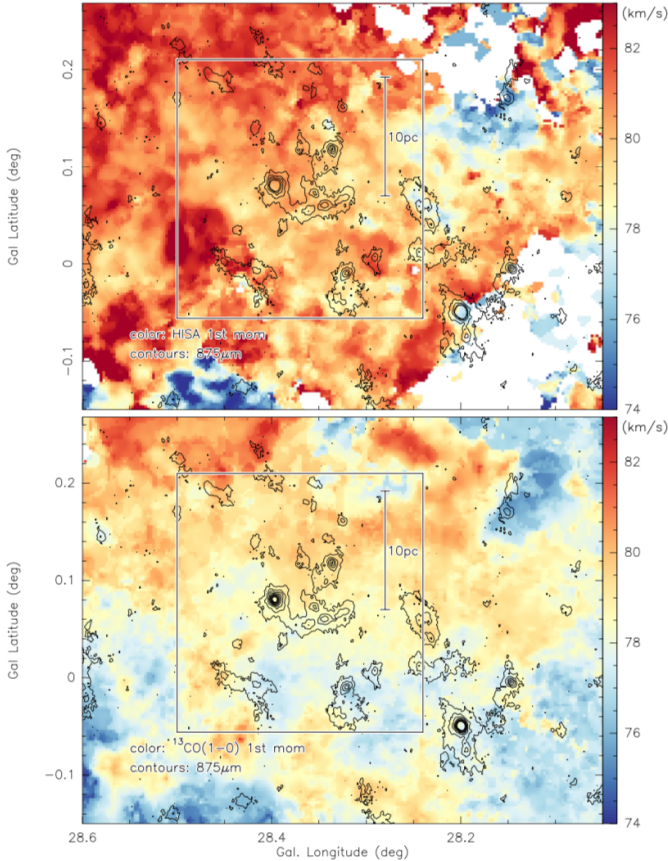 (km/s)
82
0.2
80
10pc
0.1
Gal Latitude (deg)
78
0
76
color: HISA 1st mom
contours: 875μm
−0.1
74
(km/s)
82
0.2
80
10pc
0.1
Gal Latitude (deg)
78
0
76
color: ¹³CO(1−0) 1st mom
contours: 875μm
−0.1
74
28.6
28.4
28.2
Gal. Longitude (deg)